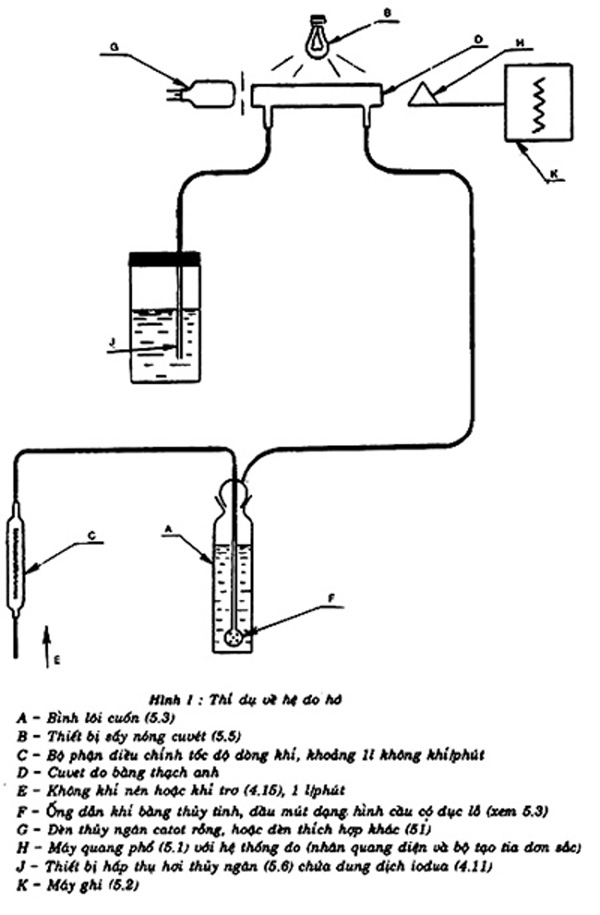 B
G
D
H
K
J
C
A
F
E
Hình 1 : Thí dụ về hệ đo hở
A - Bình lôi cuốn (5.3)
B - Thiết bị sấy nóng cuvét (5.5)
C - Bộ phận điều chỉnh tốc độ dòng khí, khoảng 1l không khí/phút
D - Cuvet đo bằng thạch anh
E - Không khí nén hoặc khí trơ (4.15), 1 l/phút
F - Ống dẫn khí bằng thủy tinh, đầu mút dạng hình cầu có đục lỗ (xem 5.3)
G - Đèn thủy ngân catot rỗng, hoặc đèn thích hợp khác (51)
H - Máy quang phổ (5.1) với hệ thống đo (nhân quang điện và bộ tạo tia đơn sắc)
J - Thiết bị hấp thụ hơi thủy ngân (5.6) chứa dung dịch iodua (4.11)
K - Máy ghi (5.2)